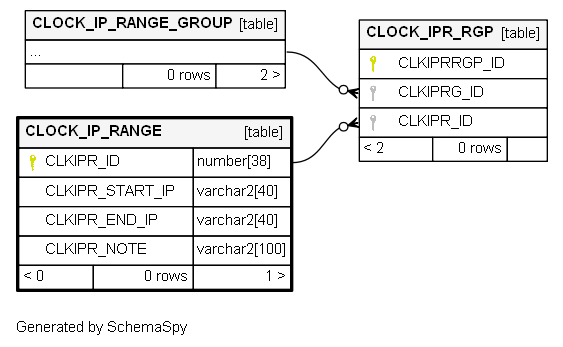 CLOCK_IP_RANGE_GROUP [table]
...
0 rows 2 >
CLOCK_IPR_RGP [table]
CLKIPRRGP_ID
CLKIPRG_ID
CLKIPR_ID
< 2 0 rows
CLOCK_IP_RANGE [table]
CLKIPR_ID number[38]
CLKIPR_START_IP varchar2[40]
CLKIPR_END_IP varchar2[40]
CLKIPR_NOTE varchar2[100]
< 0 0 rows 1 >
Generated by SchemaSpy